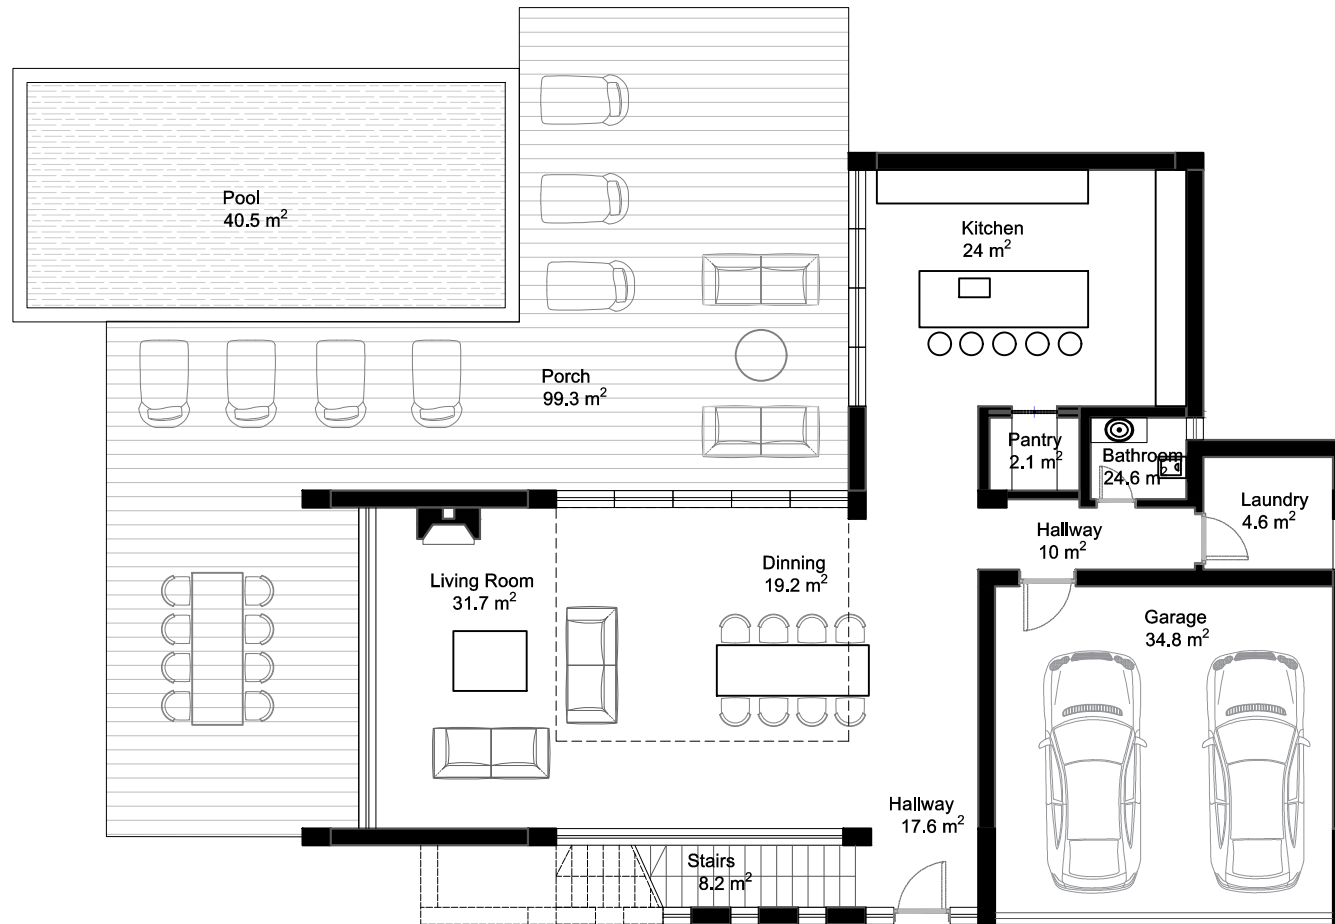 Pool
40.5 m²
Kitchen
24 m²
Porch
99.3 m²
Pantry
2.1 m²
Bathroom
24.6 m
Laundry
4.6 m²
Hallway
10 m²
Living Room
31.7 m²
Dinning
19.2 m²
Garage
34.8 m²
Hallway
17.6 m²
Stairs
8.2 m²